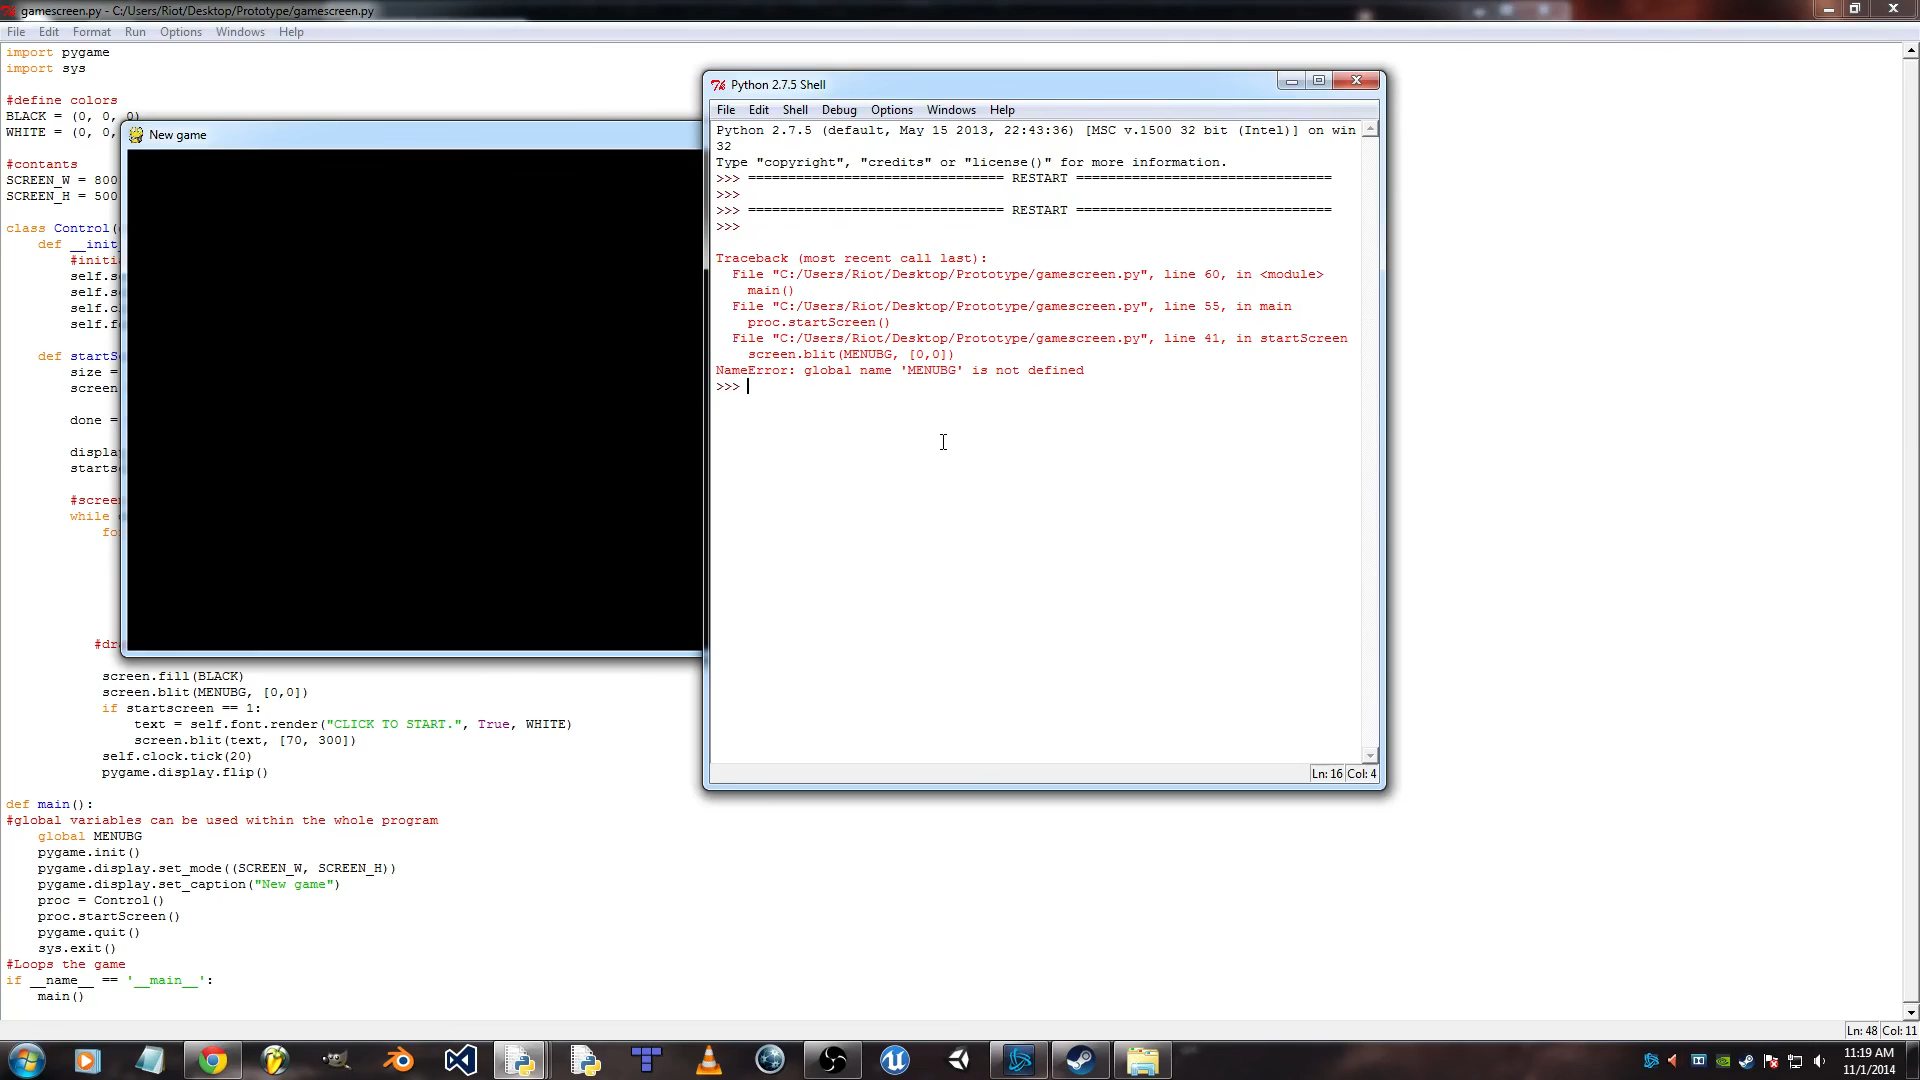 gamescreen.py - C:/Users/Riot/Desktop/Prototype/gamescreen.py
File Edit Format Run Options Windows Help
import pygame
import sys
#define colors
BLACK = (0, 0, 0)
WHITE = (0, 0,
#contants
SCREEN_W = 800
SCREEN_H = 500
class Control(
def __init_
#initi
self.s
self.s
self.c
self.f
def startS
size =
screen
done =
displa
starts
#scree
while
fo
#dr
screen.fill(BLACK)
screen.blit(MENUBG, [0,0])
if startscreen == 1:
text = self.font.render("CLICK TO START.", True, WHITE)
screen.blit(text, [70, 300])
self.clock.tick(20)
pygame.display.flip()
def main():
#global variables can be used within the whole program
global MENUBG
pygame.init()
pygame.display.set_mode((SCREEN_W, SCREEN_H))
pygame.display.set_caption("New game")
proc = Control()
proc.startScreen()
pygame.quit()
sys.exit()
#Loops the game
if __name__ == '__main__':
main()
Ln: 48 Col: 11
New game
Python 2.7.5 Shell
File Edit Shell Debug Options Windows Help
Python 2.7.5 (default, May 15 2013, 22:43:36) [MSC v.1500 32 bit (Intel)] on win
32
Type "copyright", "credits" or "license()" for more information.
>>> ================================ RESTART ================================
>>>
>>> ================================ RESTART ================================
>>>
Traceback (most recent call last):
File "C:/Users/Riot/Desktop/Prototype/gamescreen.py", line 60, in <module>
main()
File "C:/Users/Riot/Desktop/Prototype/gamescreen.py", line 55, in main
proc.startScreen()
File "C:/Users/Riot/Desktop/Prototype/gamescreen.py", line 41, in startScreen
screen.blit(MENUBG, [0,0])
NameError: global name 'MENUBG' is not defined
>>>
Ln: 16 Col: 4
11:19 AM
11/1/2014